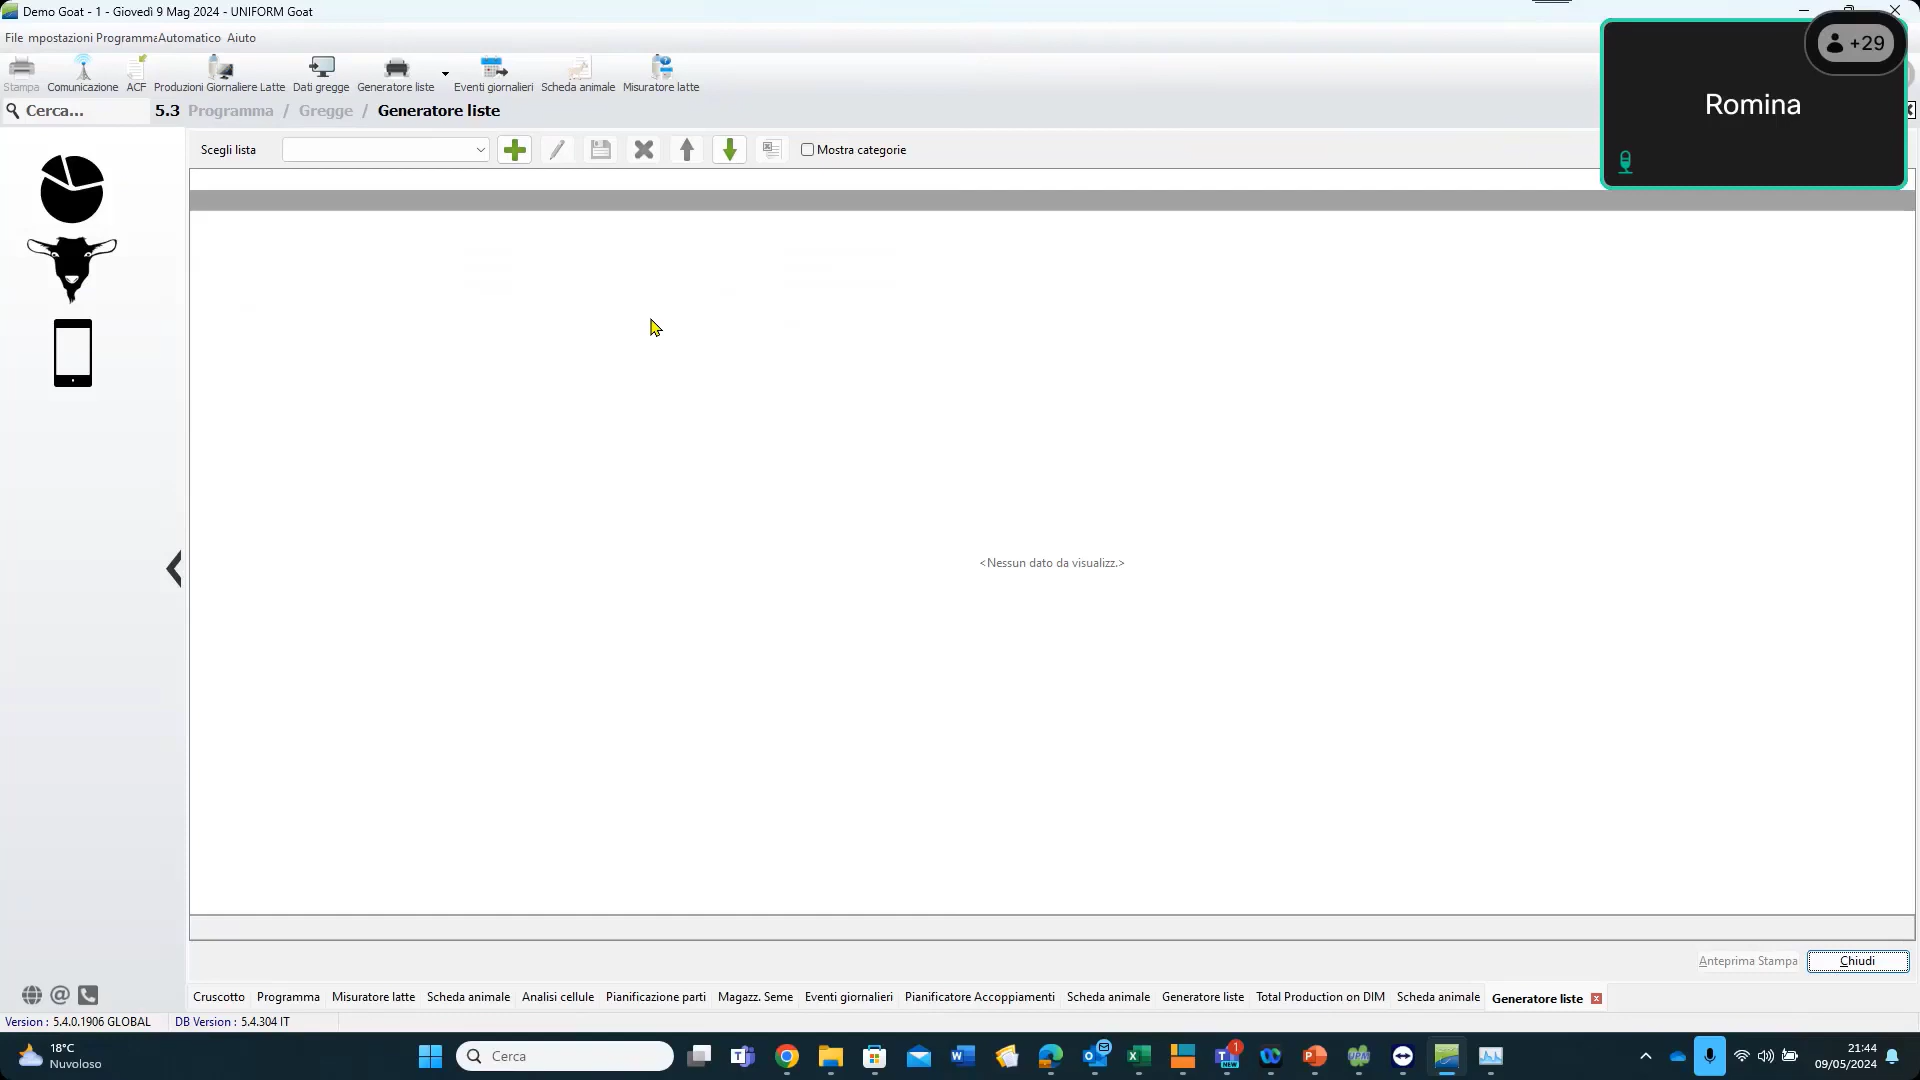 Demo Goat - 1 - Giovedì 9 Mag 2024 - UNIFORM Goat
File mpostazioni Programma Automatico Aiuto
Stampa Comunicazione ACF Produzioni Giornaliere Latte Dati gregge Generatore liste Eventi giornalieri Scheda animale Misuratore latte
+29
Romina
Cerca... 5.3 Programma / Gregge / Generatore liste
Scegli lista Mostra categorie
<Nessun dato da visualizz.>
Anteprima Stampa Chiudi
Cruscotto Programma Misuratore latte Scheda animale Analisi cellule Pianificazione parti Magazz. Seme Eventi giornalieri Pianificatore Accoppiamenti Scheda animale Generatore liste Total Production on DIM Scheda animale Generatore liste
Version : 5.4.0.1906 GLOBAL DB Version : 5.4.304 IT
18°C
Nuvoloso
Cerca
1
NEW
21:44
09/05/2024